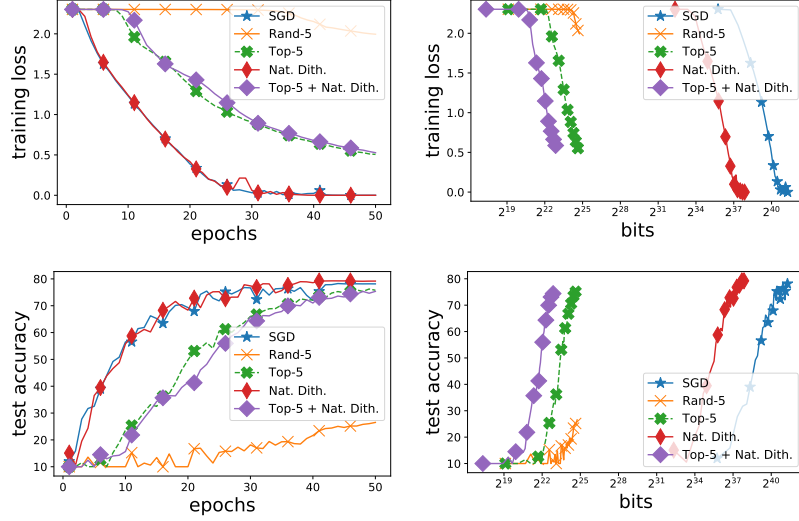 training loss
2.0
1.5
1.0
0.5
0.0
SGD
Rand-5
Top-5
Nat. Dith.
Top-5 + Nat. Dith.
0 10 20 30 40 50
epochs
training loss
2.0
1.5
1.0
0.5
0.0
SGD
Rand-5
Top-5
Nat. Dith.
Top-5 + Nat. Dith.
2^19 2^22 2^25 2^28 2^31 2^34 2^37 2^40
bits
test accuracy
80
70
60
50
40
30
20
10
SGD
Rand-5
Top-5
Nat. Dith.
Top-5 + Nat. Dith.
0 10 20 30 40 50
epochs
test accuracy
80
70
60
50
40
30
20
10
SGD
Rand-5
Top-5
Nat. Dith.
Top-5 + Nat. Dith.
2^19 2^22 2^25 2^28 2^31 2^34 2^37 2^40
bits